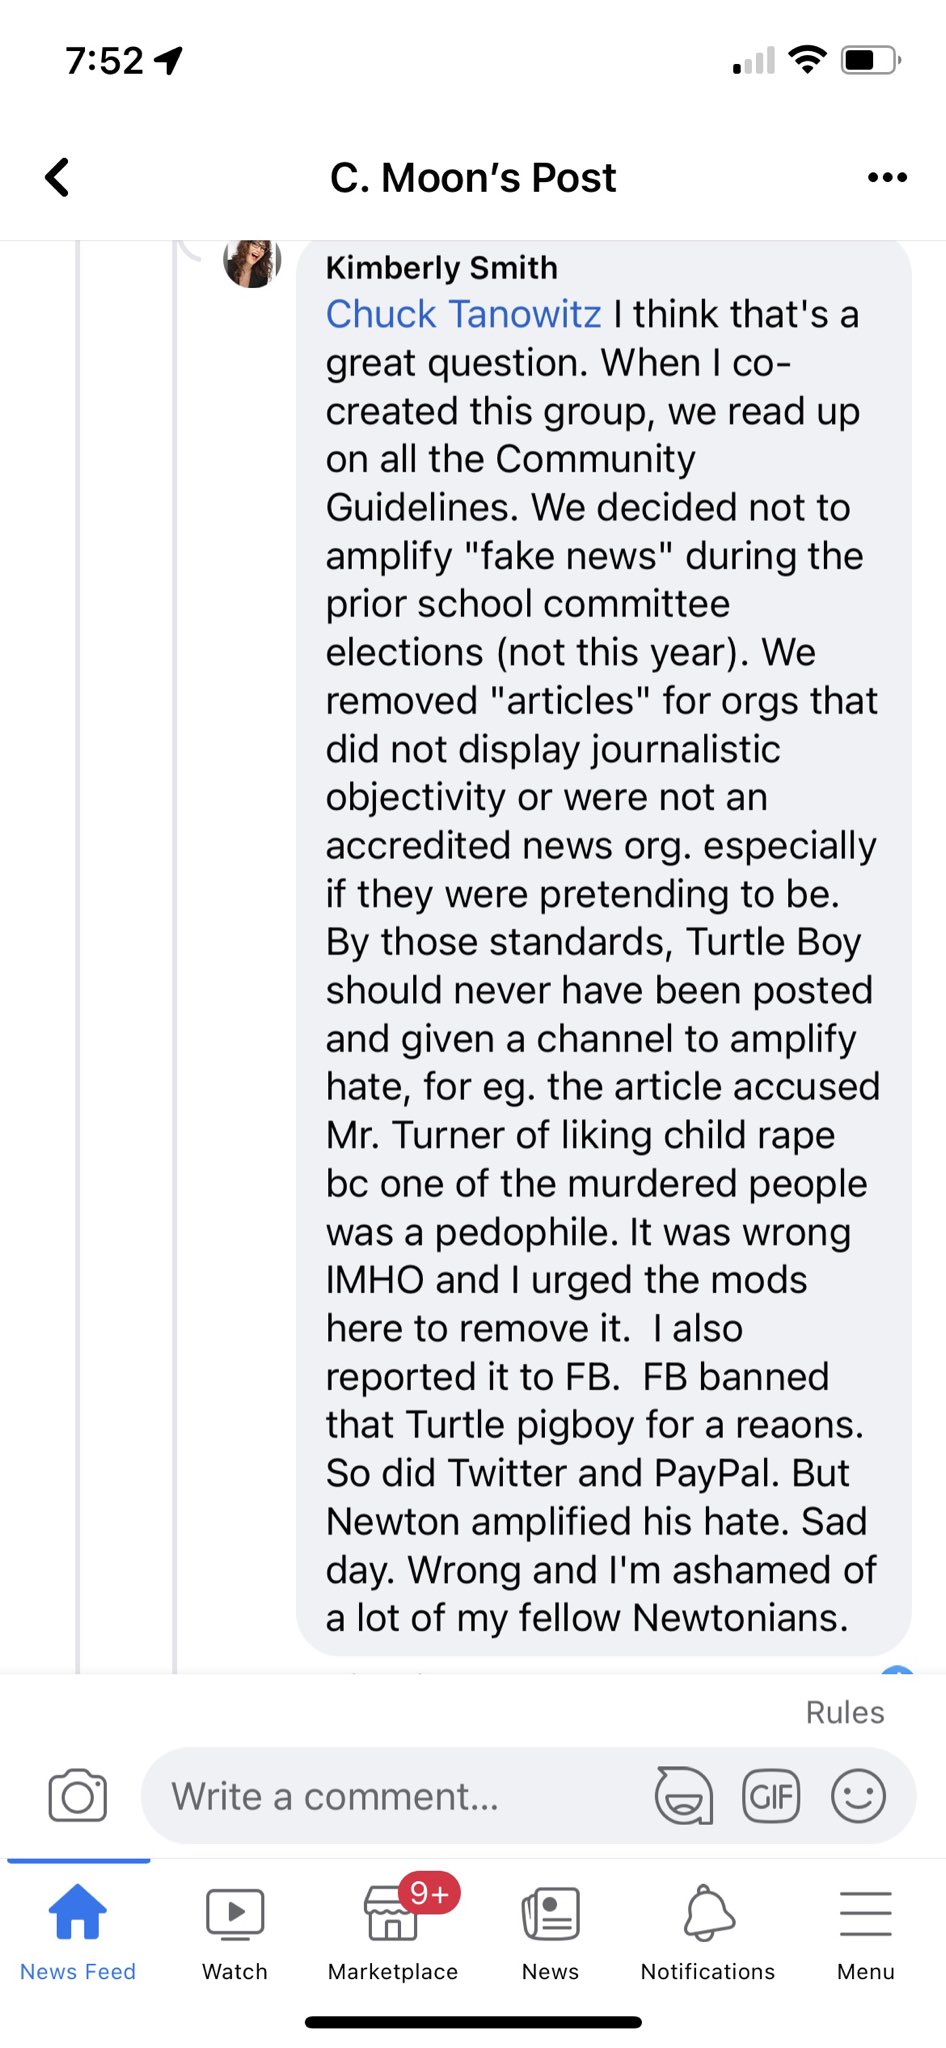 7:52
C. Moon's Post
Kimberly Smith
Chuck Tanowitz I think that's a
great question. When I co-
created this group, we read up
on all the Community
Guidelines. We decided not to
amplify "fake news" during the
prior school committee
elections (not this year). We
removed "articles" for orgs that
did not display journalistic
objectivity or were not an
accredited news org. especially
if they were pretending to be.
By those standards, Turtle Boy
should never have been posted
and given a channel to amplify
hate, for eg. the article accused
Mr. Turner of liking child rape
bc one of the murdered people
was a pedophile. It was wrong
IMHO and I urged the mods
here to remove it.  I also
reported it to FB.  FB banned
that Turtle pigboy for a reaons.
So did Twitter and PayPal. But
Newton amplified his hate. Sad
day. Wrong and I'm ashamed of
a lot of my fellow Newtonians.
Rules
Write a comment...
GIF
9+
News Feed
Watch
Marketplace
News
Notifications
Menu